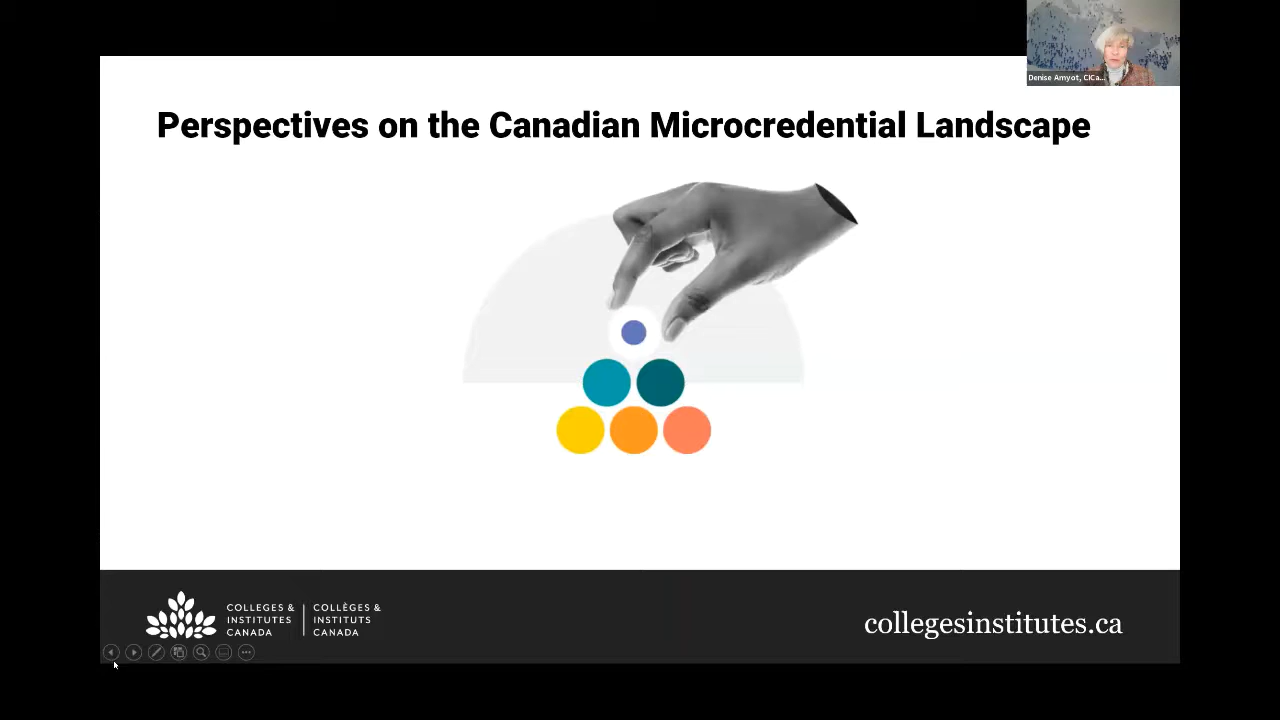 Denise Amyot, CICa...
Perspectives on the Canadian Microcredential Landscape
COLLEGES &
INSTITUTES
CANADA
COLLÈGES &
INSTITUTS
CANADA
collegesinstitutes.ca